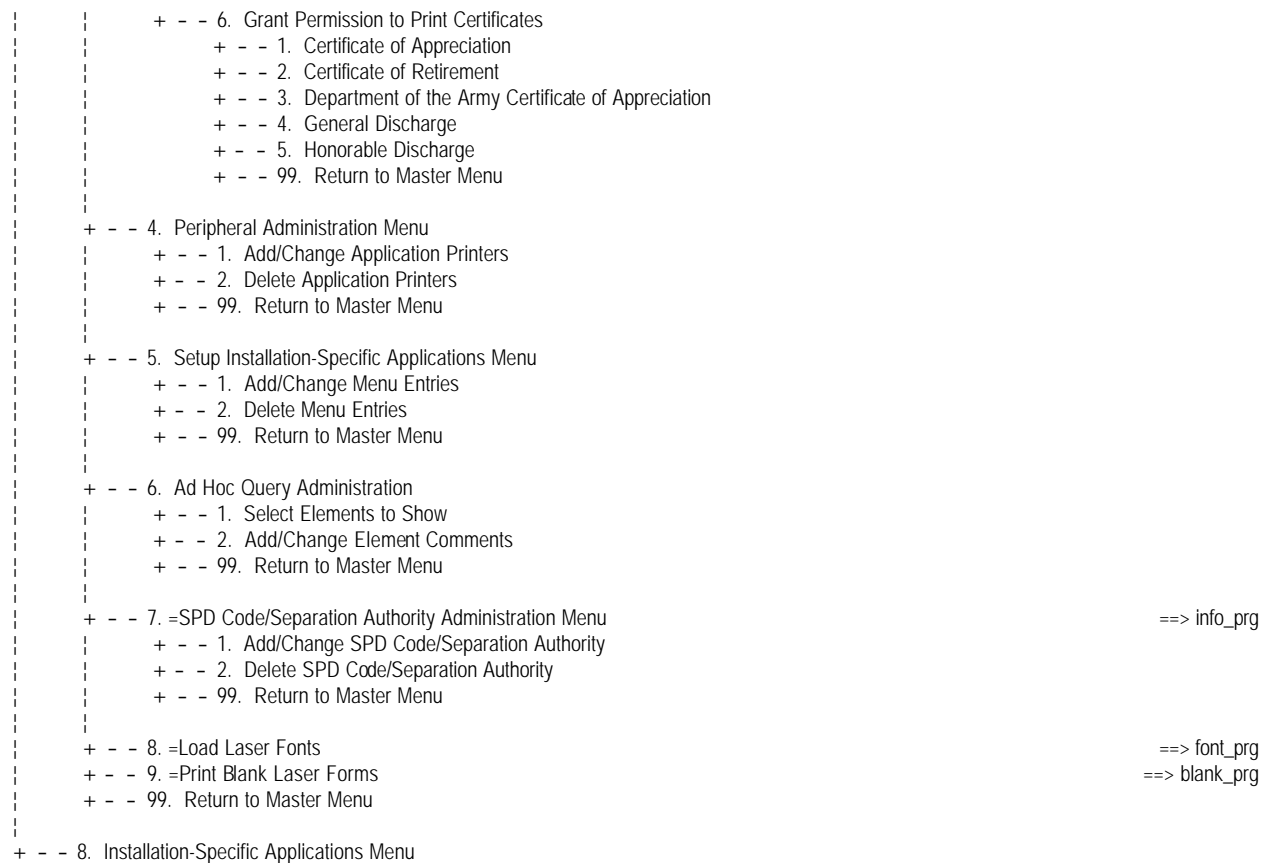 ¦ ¦ + – – 6. Grant Permission to Print Certificates
¦ ¦ + – – 1. Certificate of Appreciation
¦ ¦ + – – 2. Certificate of Retirement
¦ ¦ + – – 3. Department of the Army Certificate of Appreciation
¦ ¦ + – – 4. General Discharge
¦ ¦ + – – 5. Honorable Discharge
¦ ¦ + – – 99. Return to Master Menu
¦ ¦
¦ + – – 4. Peripheral Administration Menu
¦ ¦ + – – 1. Add/Change Application Printers
¦ ¦ + – – 2. Delete Application Printers
¦ ¦ + – – 99. Return to Master Menu
¦ ¦
¦ + – – 5. Setup Installation-Specific Applications Menu
¦ ¦ + – – 1. Add/Change Menu Entries
¦ ¦ + – – 2. Delete Menu Entries
¦ ¦ + – – 99. Return to Master Menu
¦ ¦
¦ + – – 6. Ad Hoc Query Administration
¦ ¦ + – – 1. Select Elements to Show
¦ ¦ + – – 2. Add/Change Element Comments
¦ ¦ + – – 99. Return to Master Menu
¦ ¦
¦ + – – 7. =SPD Code/Separation Authority Administration Menu ==> info_prg
¦ ¦ + – – 1. Add/Change SPD Code/Separation Authority
¦ ¦ + – – 2. Delete SPD Code/Separation Authority
¦ ¦ + – – 99. Return to Master Menu
¦ ¦
¦ + – – 8. =Load Laser Fonts ==> font_prg
¦ + – – 9. =Print Blank Laser Forms ==> blank_prg
¦ + – – 99. Return to Master Menu
¦
+ – – 8. Installation-Specific Applications Menu